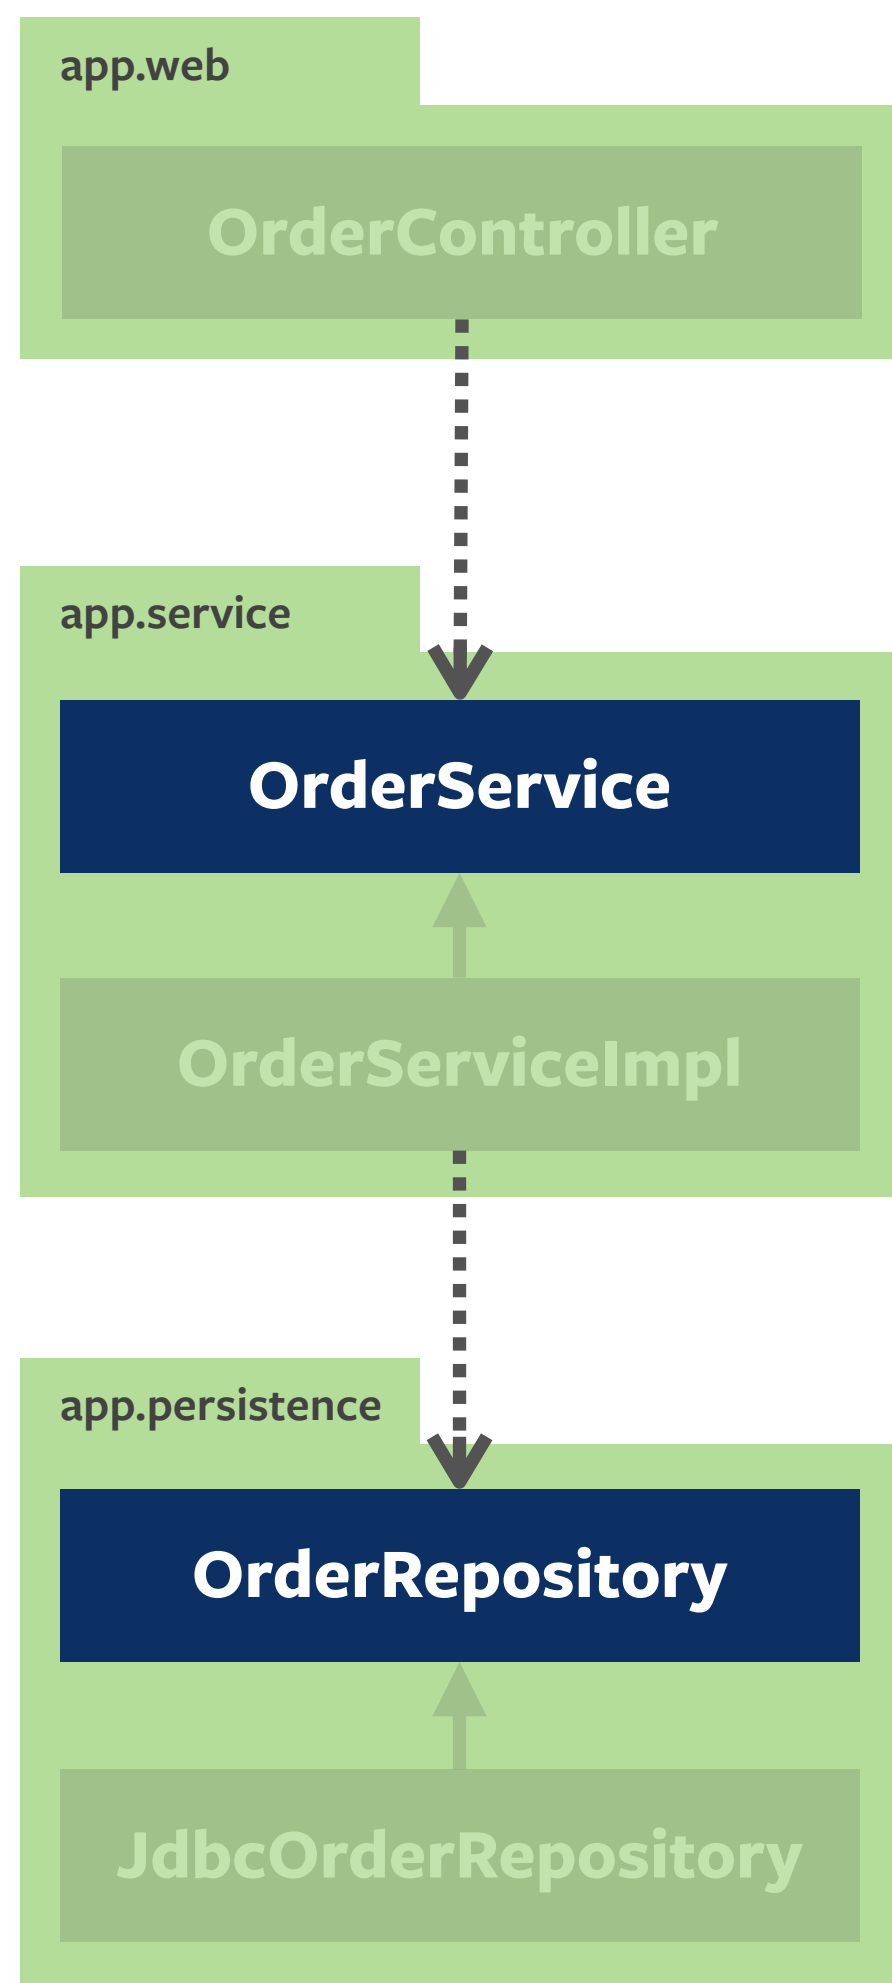 app.web
OrderController
app.service
OrderService
OrderServiceImpl
app.persistence
OrderRepository
JdbcOrderRepository